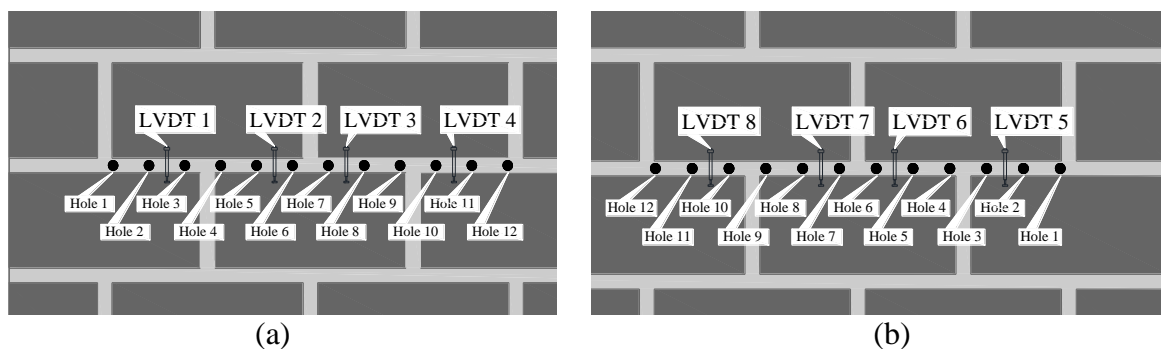 LVDT 1 LVDT 2 LVDT 3 LVDT 4
Hole 1 Hole 3 Hole 5 Hole 7 Hole 9 Hole 11
Hole 2 Hole 4 Hole 6 Hole 8 Hole 10 Hole 12
(a)
LVDT 8 LVDT 7 LVDT 6 LVDT 5
Hole 12 Hole 10 Hole 8 Hole 6 Hole 4 Hole 2
Hole 11 Hole 9 Hole 7 Hole 5 Hole 3 Hole 1
(b)